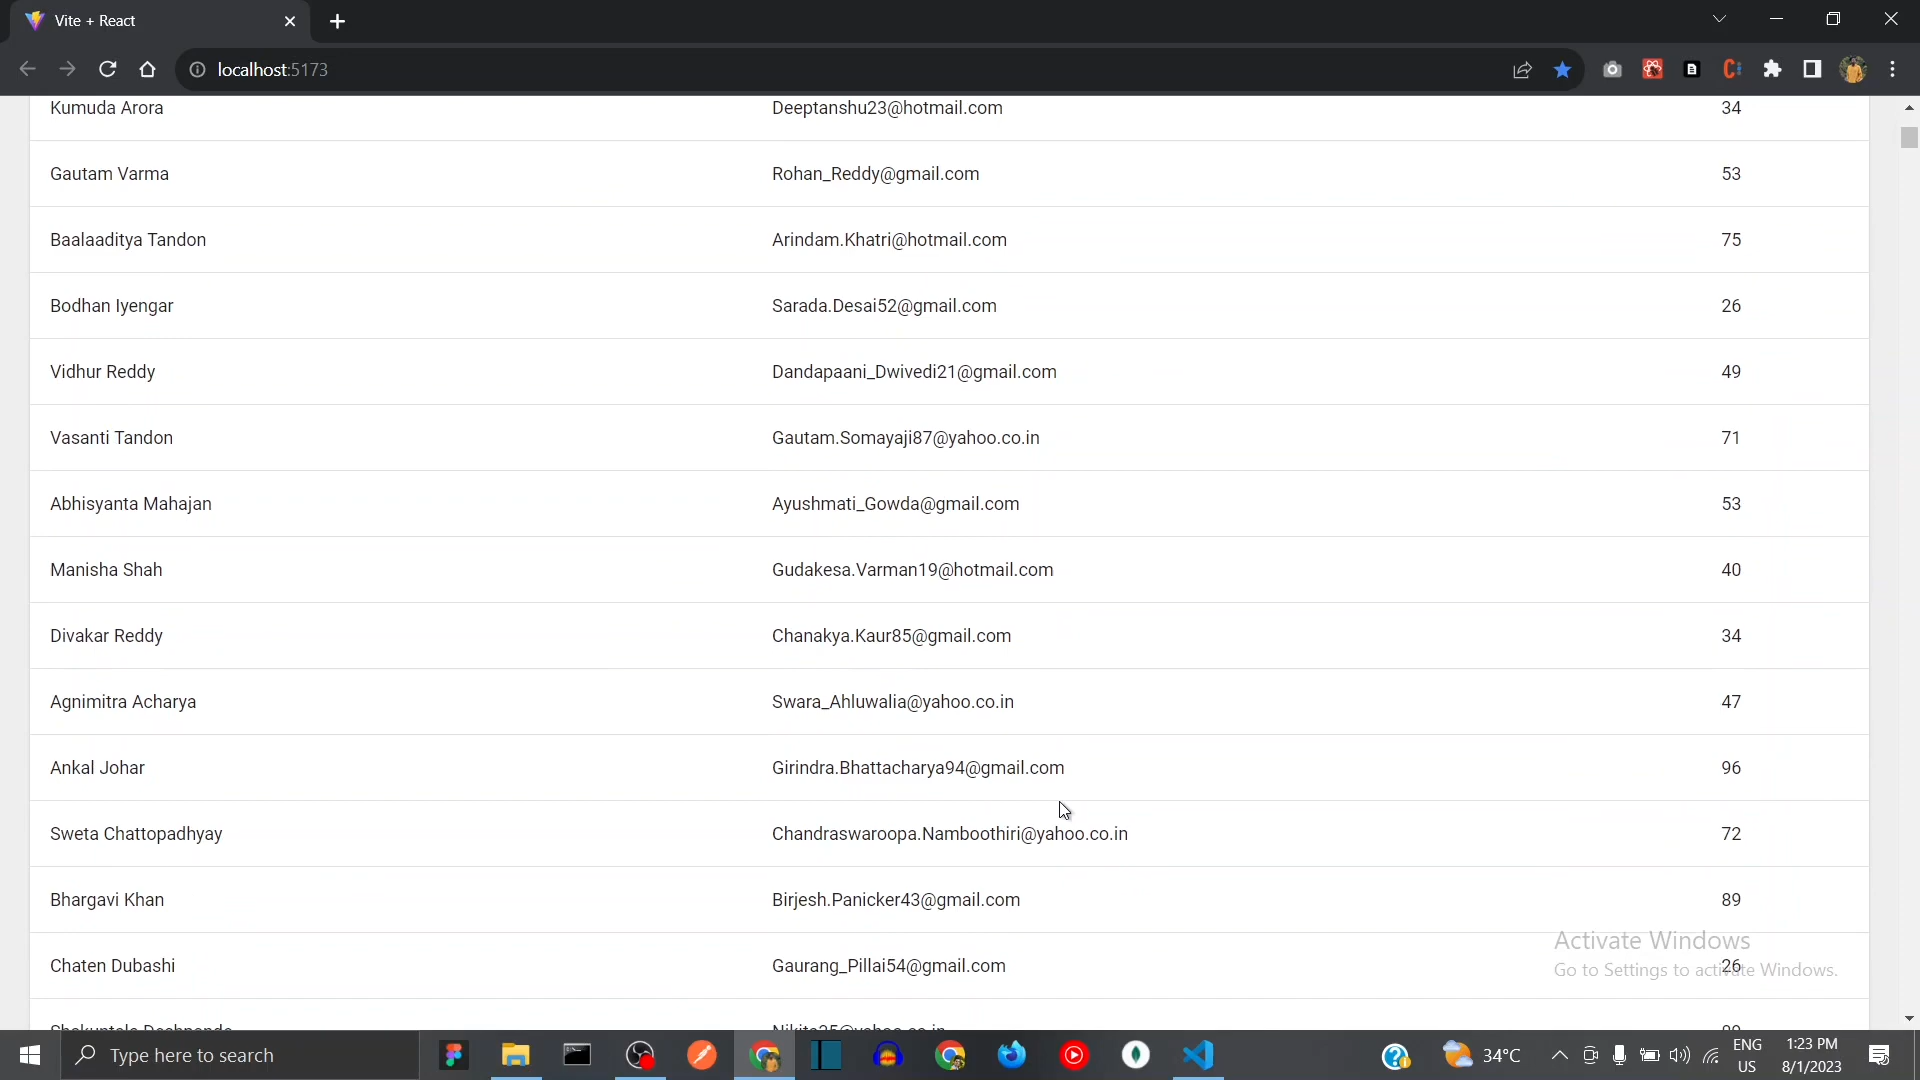 Vite + React
localhost:5173
Kumuda Arora Deeptanshu23@hotmail.com 34
Gautam Varma Rohan_Reddy@gmail.com 53
Baalaaditya Tandon Arindam.Khatri@hotmail.com 75
Bodhan Iyengar Sarada.Desai52@gmail.com 26
Vidhur Reddy Dandapaani_Dwivedi21@gmail.com 49
Vasanti Tandon Gautam.Somayaji87@yahoo.co.in 71
Abhisyanta Mahajan Ayushmati_Gowda@gmail.com 53
Manisha Shah Gudakesa.Varman19@hotmail.com 40
Divakar Reddy Chanakya.Kaur85@gmail.com 34
Agnimitra Acharya Swara_Ahluwalia@yahoo.co.in 47
Ankal Johar Girindra.Bhattacharya94@gmail.com 96
Sweta Chattopadhyay Chandraswaroopa.Namboothiri@yahoo.co.in 72
Bhargavi Khan Birjesh.Panicker43@gmail.com 89
Activate Windows
Chaten Dubashi Gaurang_Pillai54@gmail.com 26
Go to Settings to activate Windows.
Type here to search
34°C
ENG
US
1:23 PM
8/1/2023